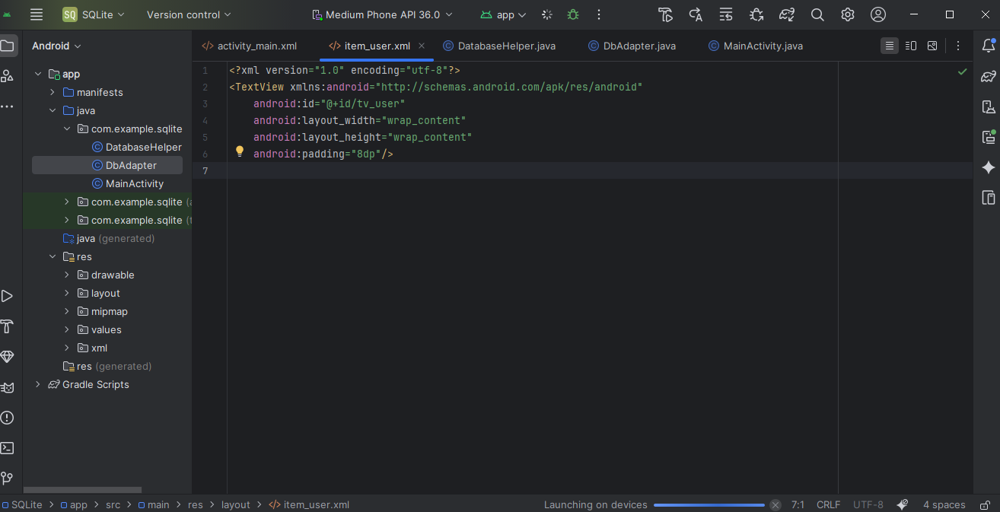 SQ SQLite Version control Medium Phone API 36.0 app
Android
activity_main.xml item_user.xml DatabaseHelper.java DbAdapter.java MainActivity.java
app
manifests
java
com.example.sqlite
DatabaseHelper
DbAdapter
MainActivity
com.example.sqlite
com.example.sqlite
java (generated)
res
drawable
layout
mipmap
values
xml
res (generated)
Gradle Scripts
1 <?xml version="1.0" encoding="utf-8"?>
2 <TextView xmlns:android="http://schemas.android.com/apk/res/android"
3 android:id="@+id/tv_user"
4 android:layout_width="wrap_content"
5 android:layout_height="wrap_content"
6 android:padding="8dp"/>
7
SQLite > app > src > main > res > layout > item_user.xml Launching on devices 7:1 CRLF UTF-8 4 spaces